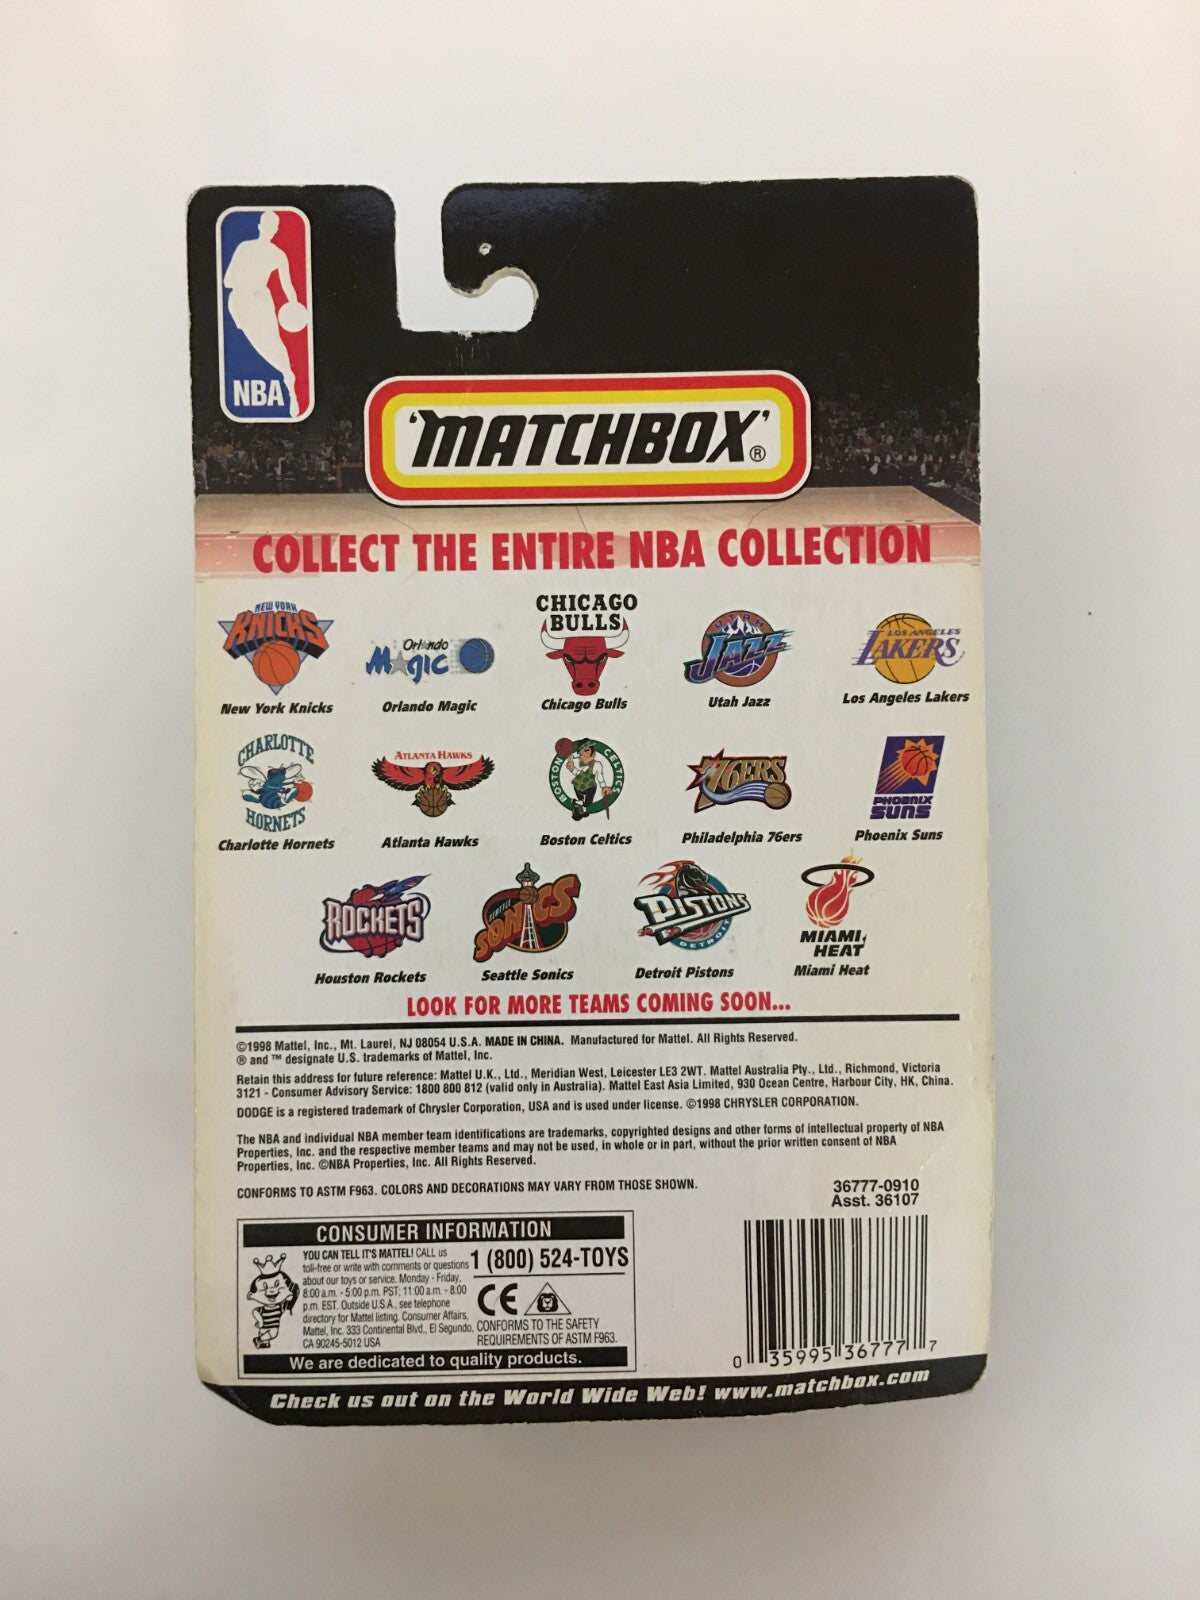 NBA
'MATCHBOX'®
COLLECT THE ENTIRE NBA COLLECTION
NEW YORK
KNICKS
New York Knicks
Orlando
Magic
Orlando Magic
CHICAGO
BULLS
Chicago Bulls
UTAH
JAZZ
Utah Jazz
LOS ANGELES
LAKERS
Los Angeles Lakers
CHARLOTTE
HORNETS
Charlotte Hornets
ATLANTA HAWKS
Atlanta Hawks
BOSTON CELTICS
Boston Celtics
76ERS
Philadelphia 76ers
PHOENIX
SUNS
Phoenix Suns
ROCKETS
Houston Rockets
SEATTLE
SONICS
Seattle Sonics
PISTONS
DETROIT
Detroit Pistons
MIAMI
HEAT
Miami Heat
LOOK FOR MORE TEAMS COMING SOON...
©1998 Mattel, Inc., Mt. Laurel, NJ 08054 U.S.A. MADE IN CHINA. Manufactured for Mattel. All Rights Reserved.
® and ™ designate U.S. trademarks of Mattel, Inc.
Retain this address for future reference: Mattel U.K., Ltd., Meridian West, Leicester LE3 2WT. Mattel Australia Pty., Ltd., Richmond, Victoria
3121 - Consumer Advisory Service: 1800 800 812 (valid only in Australia). Mattel East Asia Limited, 930 Ocean Centre, Harbour City, HK, China.
DODGE is a registered trademark of Chrysler Corporation, USA and is used under license. ©1998 CHRYSLER CORPORATION.
The NBA and individual NBA member team identifications are trademarks, copyrighted designs and other forms of intellectual property of NBA
Properties, Inc. and the respective member teams and may not be used, in whole or in part, without the prior written consent of NBA
Properties, Inc. ©NBA Properties, Inc. All Rights Reserved.
CONFORMS TO ASTM F963. COLORS AND DECORATIONS MAY VARY FROM THOSE SHOWN.
36777-0910
Asst. 36107
CONSUMER INFORMATION
YOU CAN TELL IT'S MATTEL! CALL us
toll-free or write with comments or questions
about our toys or service. Monday - Friday,
8:00 a.m. - 5:00 p.m. PST; 11:00 a.m. - 8:00
p.m. EST. Outside U.S.A., see telephone
directory for Mattel listing. Consumer Affairs,
Mattel, Inc. 333 Continental Blvd., El Segundo,
CA 90245-5012 USA
1 (800) 524-TOYS
CE
CONFORMS TO THE SAFETY
REQUIREMENTS OF ASTM F963.
We are dedicated to quality products.
0 35995 36777 7
Check us out on the World Wide Web! www.matchbox.com